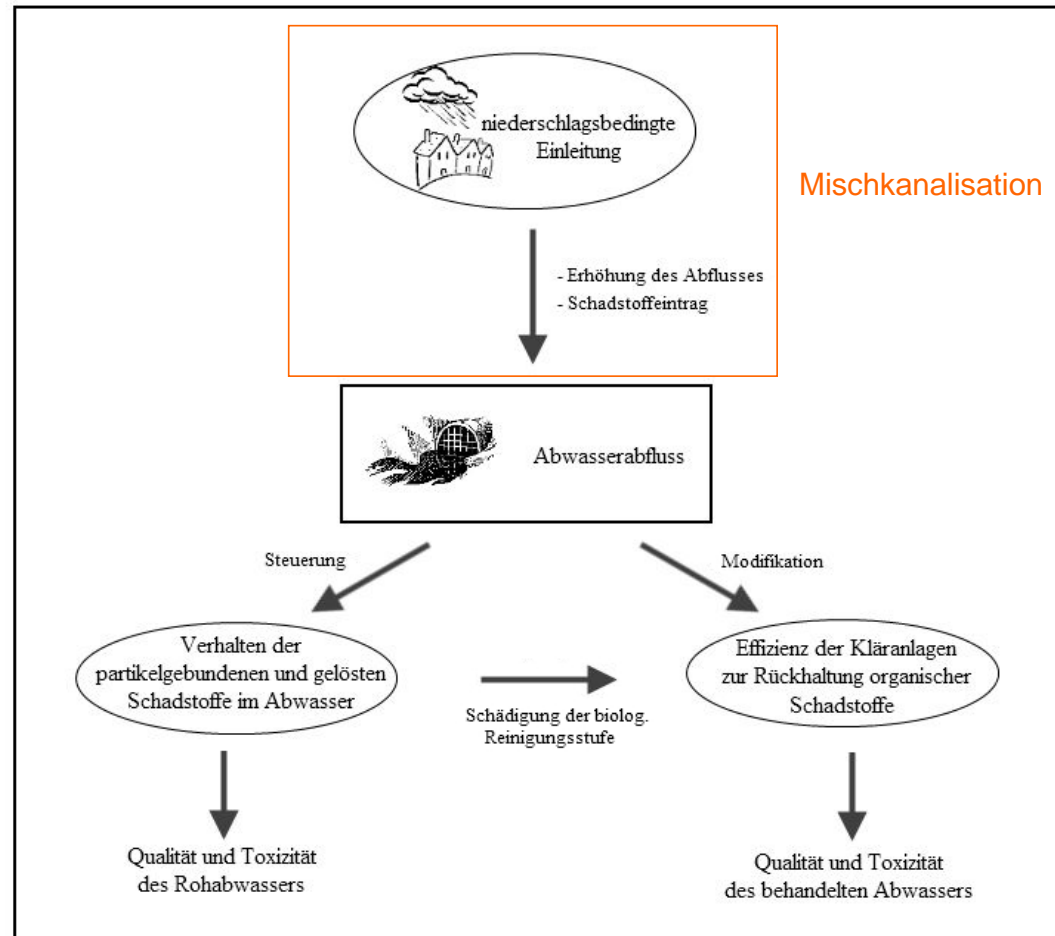 niederschlagsbedingte
Einleitung
Mischkanalisation
- Erhöhung des Abflusses
- Schadstoffeintrag
Abwasserabfluss
Steuerung
Modifikation
Verhalten der
partikelgebundenen und gelösten
Schadstoffe im Abwasser
Schädigung der biolog.
Reinigungsstufe
Effizienz der Kläranlagen
zur Rückhaltung organischer
Schadstoffe
Qualität und Toxizität
des Rohabwassers
Qualität und Toxizität
des behandelten Abwassers